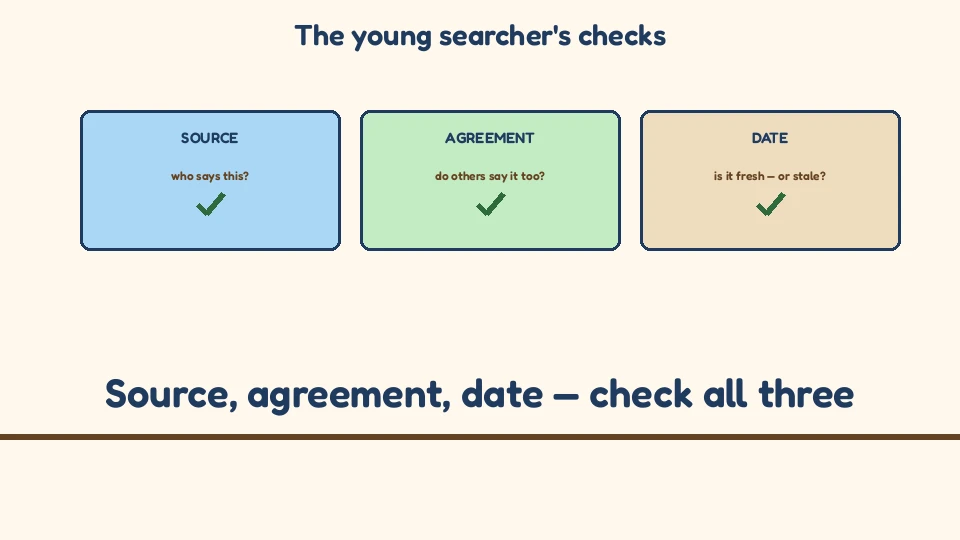 The young searcher's checks
SOURCE
who says this?
AGREEMENT
do others say it too?
DATE
is it fresh — or stale?
Source, agreement, date — check all three